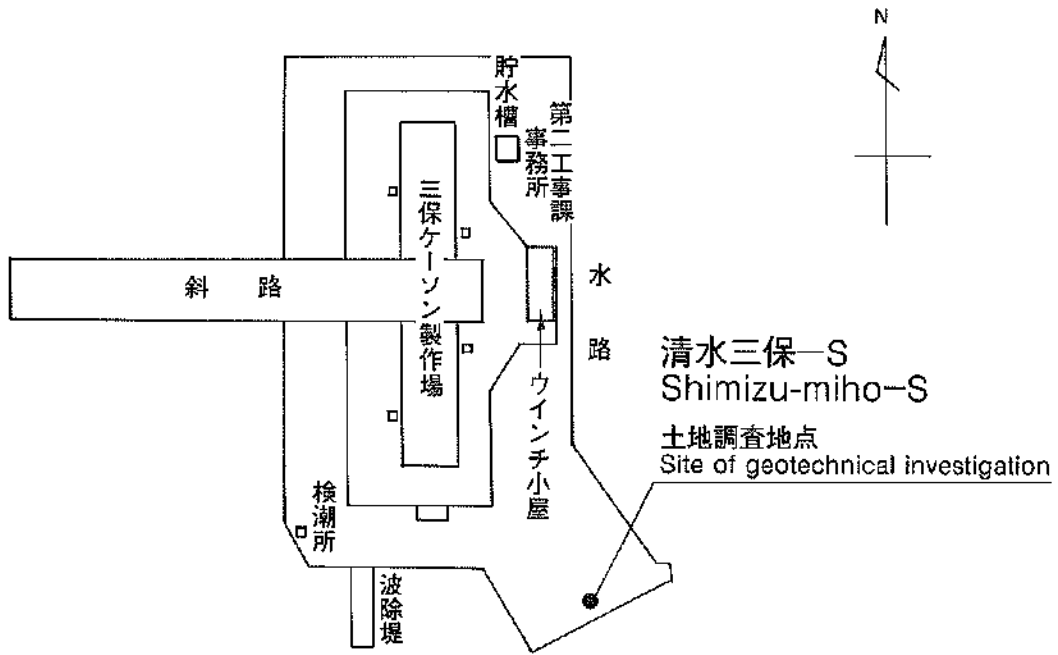 N
貯水槽
第二工事課
事務所
三保ケーソン製作場
斜路
水路
ウインチ小屋
清水三保−S
Shimizu-miho−S
土地調査地点
Site of geotechnical investigation
検潮所
波除堤